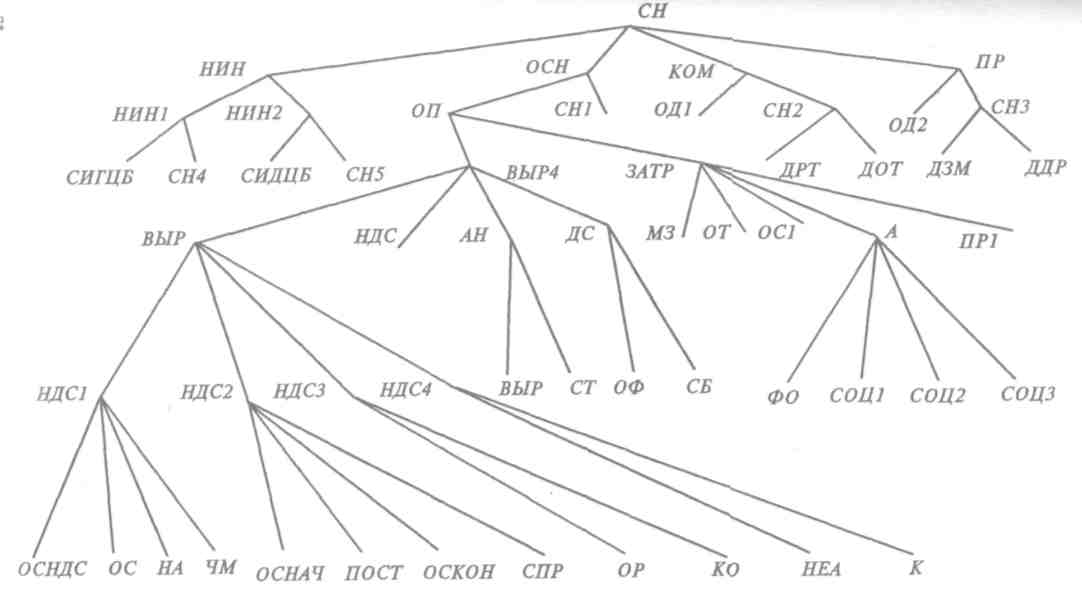 СН
НИН ОСН КОМ ПР
НИН1 НИН2 ОП СН1 ОД1 СН2 ОД2 СН3
СИГЦБ СН4 СИДЦБ СН5 ВЫР4 ЗАТР ДРТ ДОТ ДЗМ ДДР
ВЫР НДС АН ДС МЗ ОТ ОС1 А ПР1
НДС1 НДС2 НДС3 НДС4 ВЫР СТ ОФ СБ ФО СОЦ1 СОЦ2 СОЦ3
ОСНДС ОС НА ЧМ ОСНАЧ ПОСТ ОСКОН СПР ОР КО НЕА К